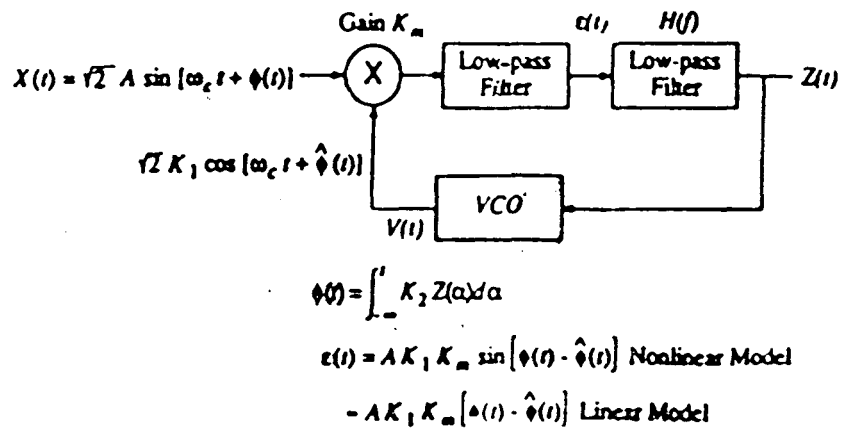 Gain K_m
ε(t) H(f)
X(t) = √2 A sin [ω_c t + ϕ(t)]
X
Low-pass Filter
Low-pass Filter
Z(t)
√2 K_1 cos [ω_c t + ϕ̂(t)]
VCO
V(t)
ϕ(t) = ∫_{-∞}^{t} K_2 Z(α)dα
ε(t) = A K_1 K_m sin [ϕ(t) - ϕ̂(t)] Nonlinear Model
- A K_1 K_m [ϕ(t) - ϕ̂(t)] Linear Model